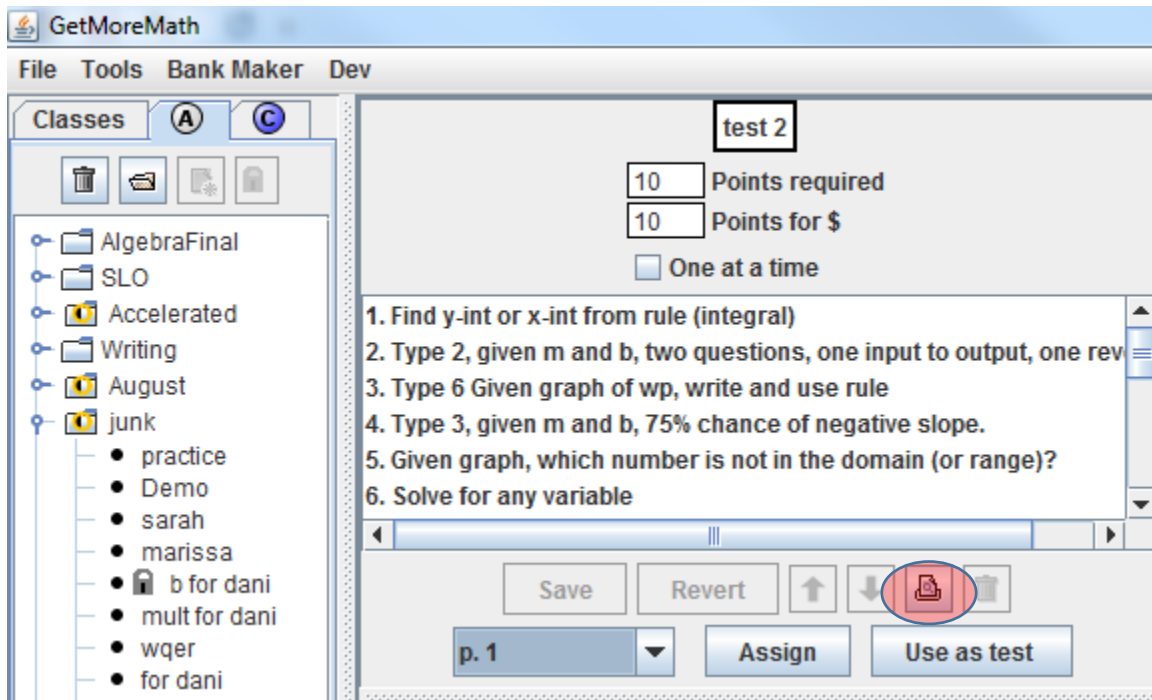 GetMoreMath
File Tools Bank Maker Dev
Classes A C
AlgebraFinal
SLO
Accelerated
Writing
August
junk
practice
Demo
sarah
marissa
b for dani
mult for dani
wqer
for dani
test 2
10 Points required
10 Points for $
One at a time
1. Find y-int or x-int from rule (integral)
2. Type 2, given m and b, two questions, one input to output, one rev
3. Type 6 Given graph of wp, write and use rule
4. Type 3, given m and b, 75% chance of negative slope.
5. Given graph, which number is not in the domain (or range)?
6. Solve for any variable
Save Revert
p. 1 Assign Use as test